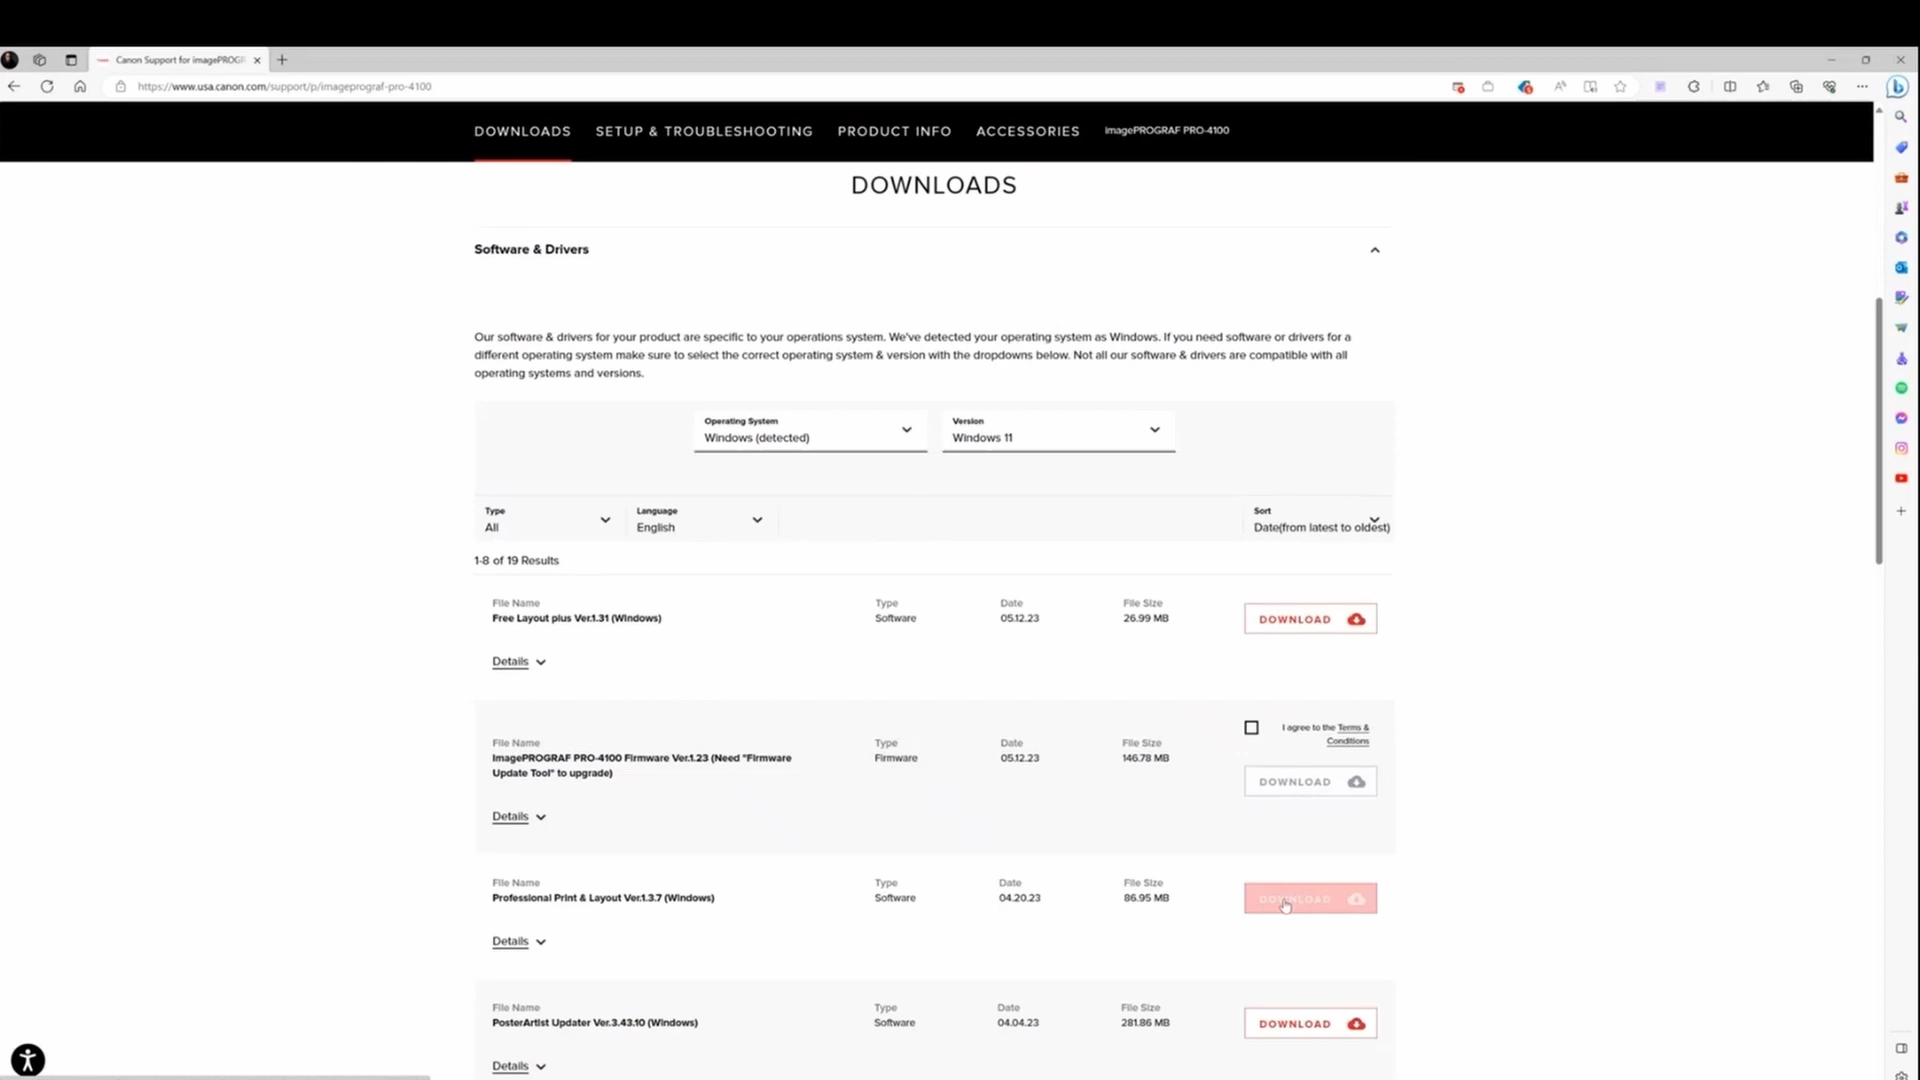 Canon Support for imagePROGR
https://www.usa.canon.com/support/p/imageprograf-pro-4100
DOWNLOADS SETUP & TROUBLESHOOTING PRODUCT INFO ACCESSORIES imagePROGRAF PRO-4100
DOWNLOADS
Software & Drivers
Our software & drivers for your product are specific to your operations system. We've detected your operating system as Windows. If you need software or drivers for a
different operating system make sure to select the correct operating system & version with the dropdowns below. Not all our software & drivers are compatible with all
operating systems and versions.
Operating System Version
Windows (detected) Windows 11
Type Language Sort
All English Date(from latest to oldest)
1-8 of 19 Results
File Name Type Date File Size
Free Layout plus Ver.1.31 (Windows) Software 05.12.23 26.99 MB DOWNLOAD
Details
I agree to the Terms &
Conditions
File Name Type Date File Size
imagePROGRAF PRO-4100 Firmware Ver.1.23 (Need "Firmware Firmware 05.12.23 146.78 MB
Update Tool" to upgrade)
DOWNLOAD
Details
File Name Type Date File Size
Professional Print & Layout Ver.1.3.7 (Windows) Software 04.20.23 86.95 MB DOWNLOAD
Details
File Name Type Date File Size
PosterArtist Updater Ver.3.43.10 (Windows) Software 04.04.23 281.86 MB DOWNLOAD
Details